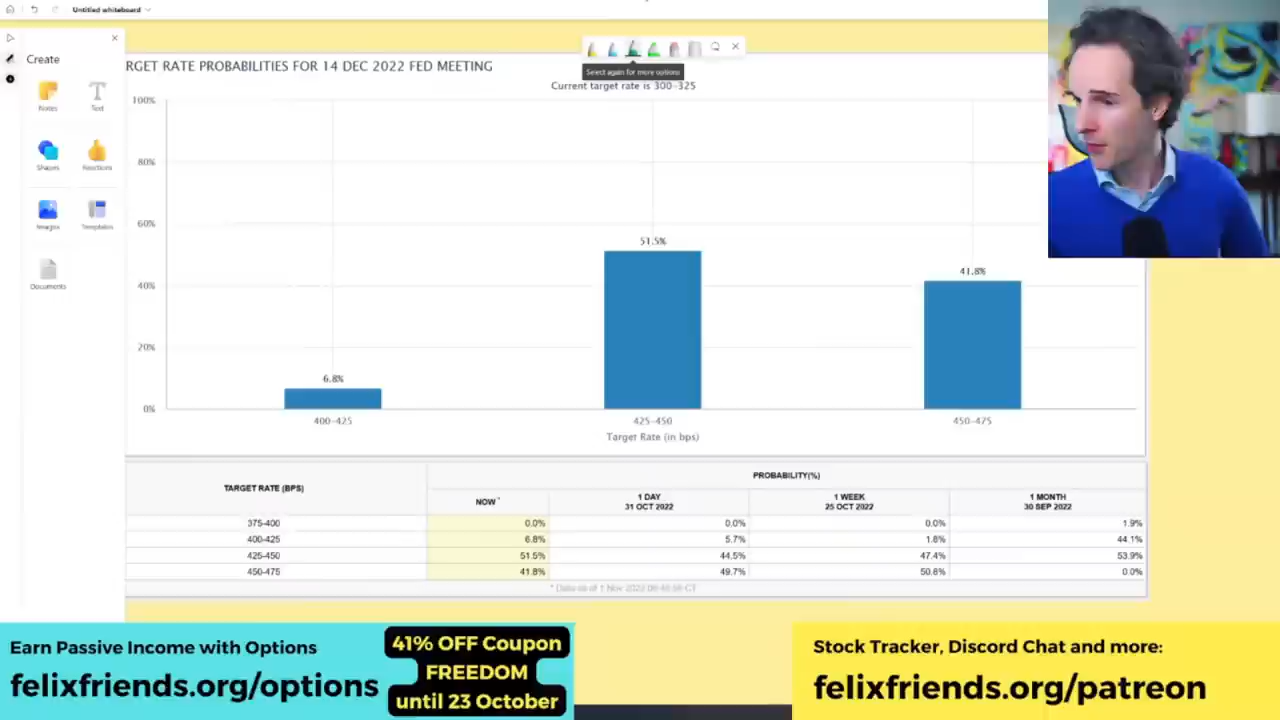 Untitled whiteboard
Create
Notes
Text
Shapes
Reactions
Images
Templates
Documents
Select again for more options
RGET RATE PROBABILITIES FOR 14 DEC 2022 FED MEETING
Current target rate is 300-325
100%
80%
60%
40%
20%
0%
6.8%
51.5%
41.8%
400-425
425-450
450-475
Target Rate (in bps)
TARGET RATE (BPS)
PROBABILITY(%)
NOW *
1 DAY
31 OCT 2022
1 WEEK
25 OCT 2022
1 MONTH
30 SEP 2022
375-400 0.0% 0.0% 0.0% 1.9%
400-425 6.8% 5.7% 1.8% 44.1%
425-450 51.5% 44.5% 47.4% 53.9%
450-475 41.8% 49.7% 50.8% 0.0%
* Data as of 1 Nov 2022 CT
Earn Passive Income with Options
felixfriends.org/options
41% OFF Coupon
FREEDOM
until 23 October
Stock Tracker, Discord Chat and more:
felixfriends.org/patreon